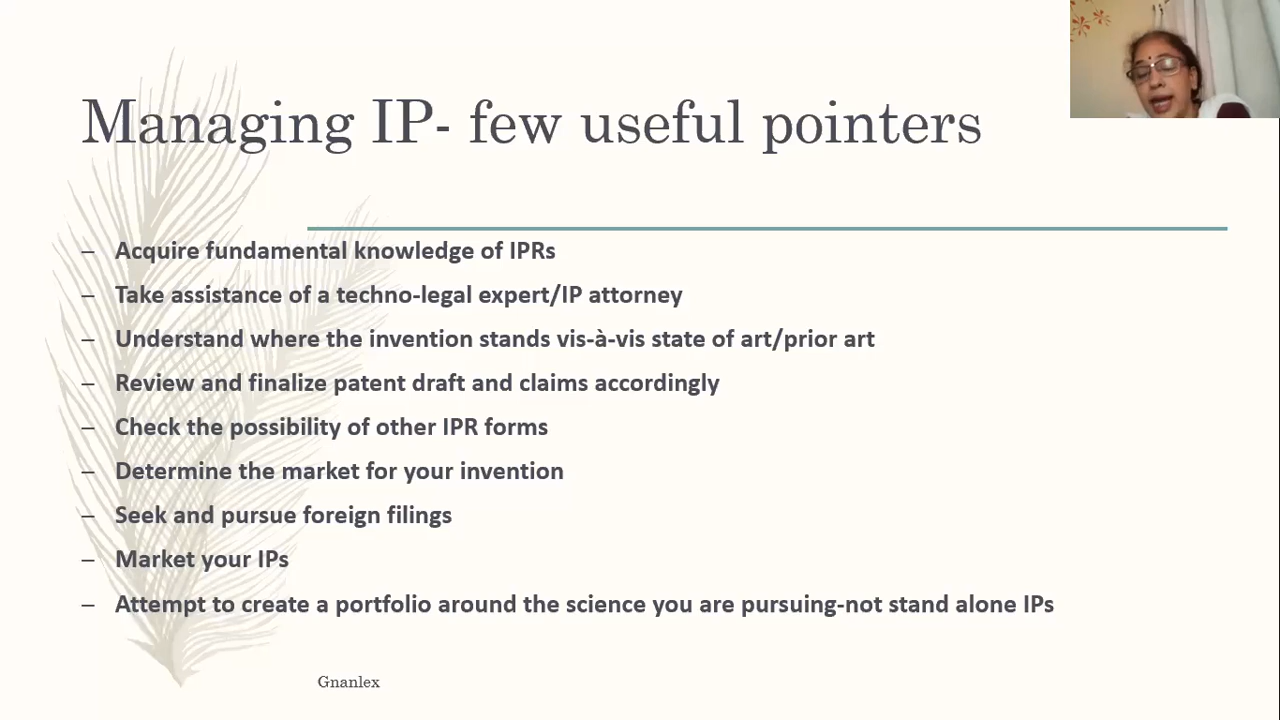 Managing IP- few useful pointers
– Acquire fundamental knowledge of IPRs
– Take assistance of a techno-legal expert/IP attorney
– Understand where the invention stands vis-à-vis state of art/prior art
– Review and finalize patent draft and claims accordingly
– Check the possibility of other IPR forms
– Determine the market for your invention
– Seek and pursue foreign filings
– Market your IPs
– Attempt to create a portfolio around the science you are pursuing-not stand alone IPs
Gnanlex